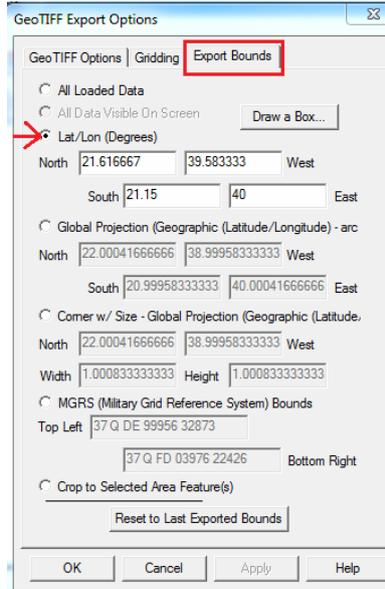 GeoTIFF Export Options
GeoTIFF Options Gridding Export Bounds
All Loaded Data
All Data Visible On Screen Draw a Box...
Lat/Lon (Degrees)
North 21.616667 39.583333 West
South 21.15 40 East
Global Projection (Geographic (Latitude/Longitude) - arc
North 22.00041666666 38.99958333333 West
South 20.99958333333 40.00041666666 East
Corner w/ Size - Global Projection (Geographic (Latitude/
North 22.00041666666 38.99958333333 West
Width 1.000833333333 Height 1.000833333333
MGRS (Military Grid Reference System) Bounds
Top Left 37 Q DE 99956 32873
37 Q FD 03976 22426 Bottom Right
Crop to Selected Area Feature(s)
Reset to Last Exported Bounds
OK Cancel Apply Help